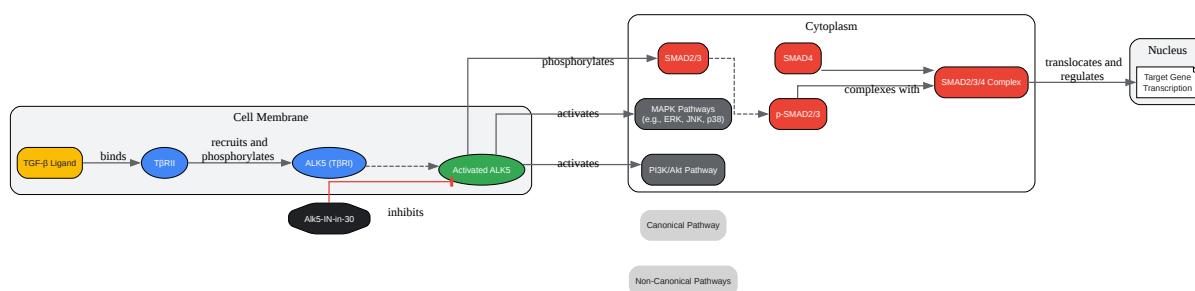 Cytoplasm
Nucleus
SMAD2/3
SMAD4
phosphorylates
translocates and
regulates
SMAD2/3/4 Complex
Target Gene
Transcription
complexes with
MAPK Pathways
(e.g., ERK, JNK, p38)
p-SMAD2/3
activates
Cell Membrane
recruits and
phosphorylates
TGF-β Ligand
binds
TβRII
ALK5 (TβRI)
Activated ALK5
activates
PI3K/Akt Pathway
Alk5-IN-in-30
inhibits
Canonical Pathway
Non-Canonical Pathways